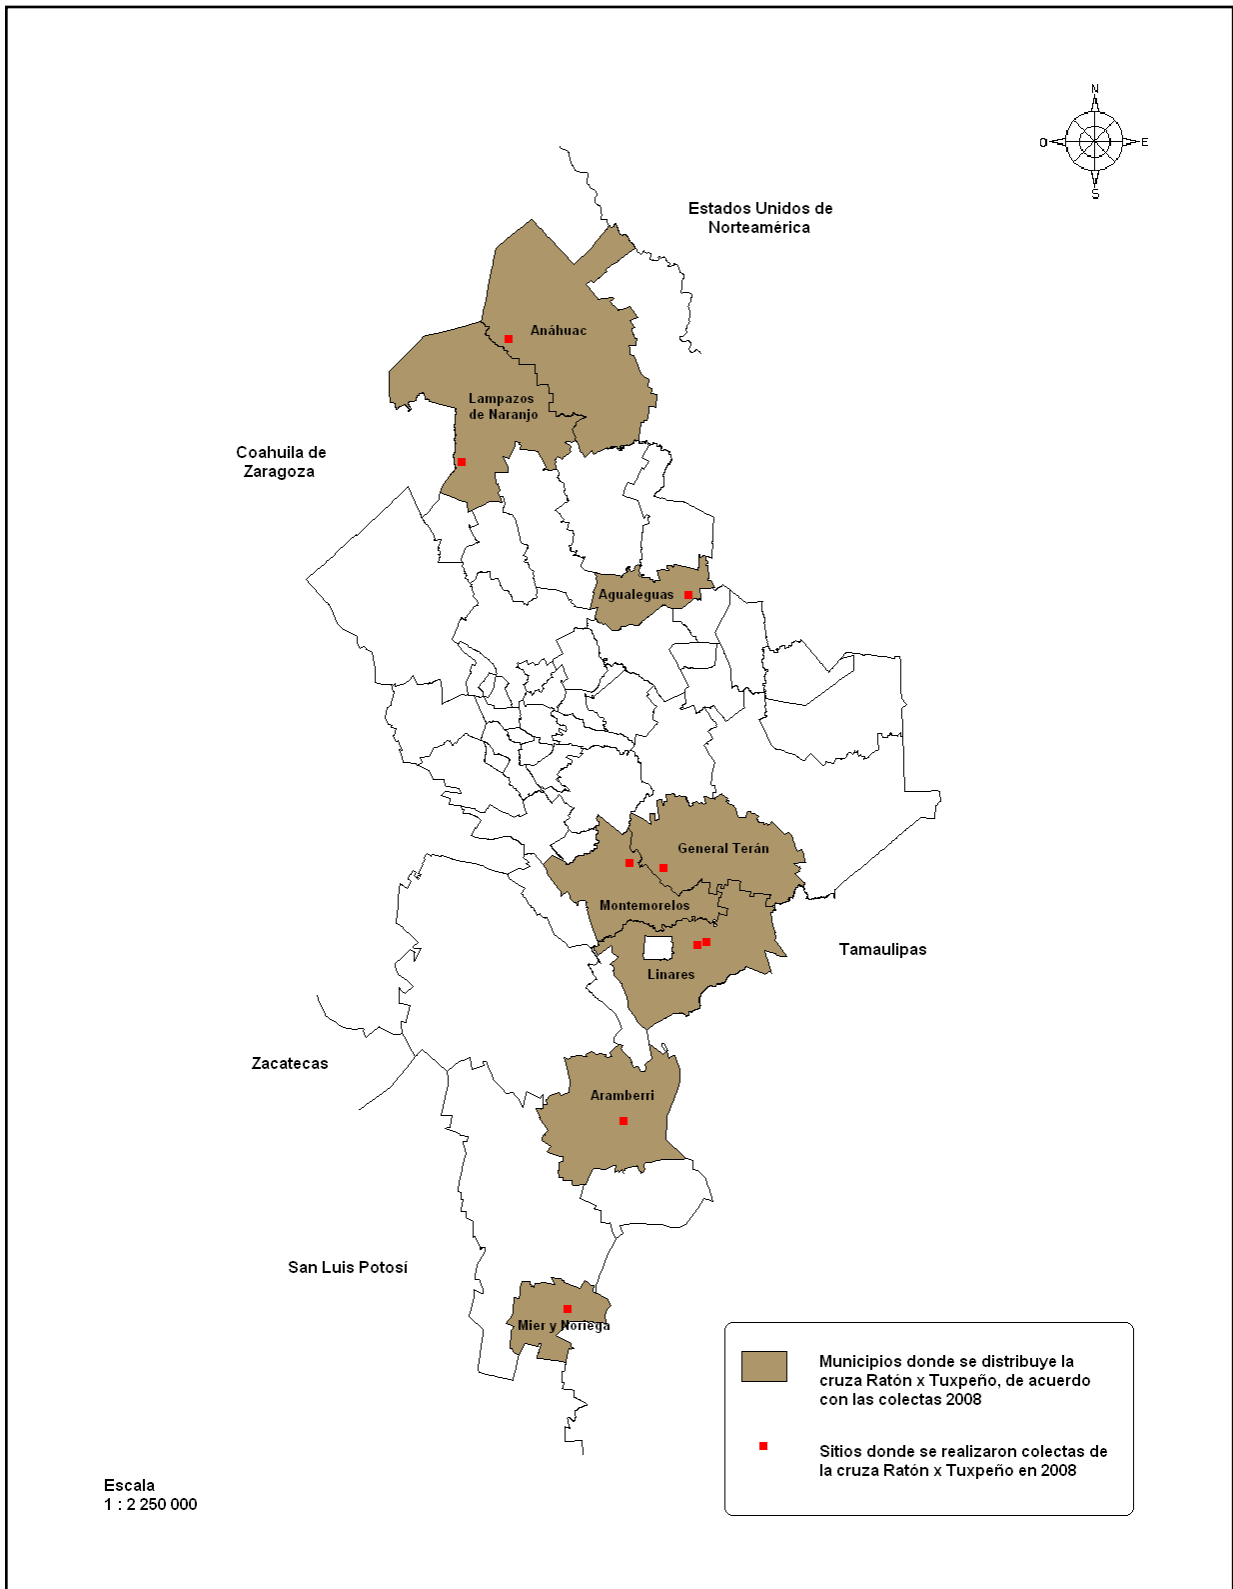 N
O
E
S
Estados Unidos de
Norteamérica
Anáhuac
Lampazos
de Naranjo
Coahuila de
Zaragoza
Agualeguas
General Terán
Montemorelos
Tamaulipas
Linares
Zacatecas
Aramberri
San Luis Potosí
Mier y Noriega
Municipios donde se distribuye la
cruza Ratón x Tuxpeño, de acuerdo
con las colectas 2008
Sitios donde se realizaron colectas de
la cruza Ratón x Tuxpeño en 2008
Escala
1 : 2 250 000